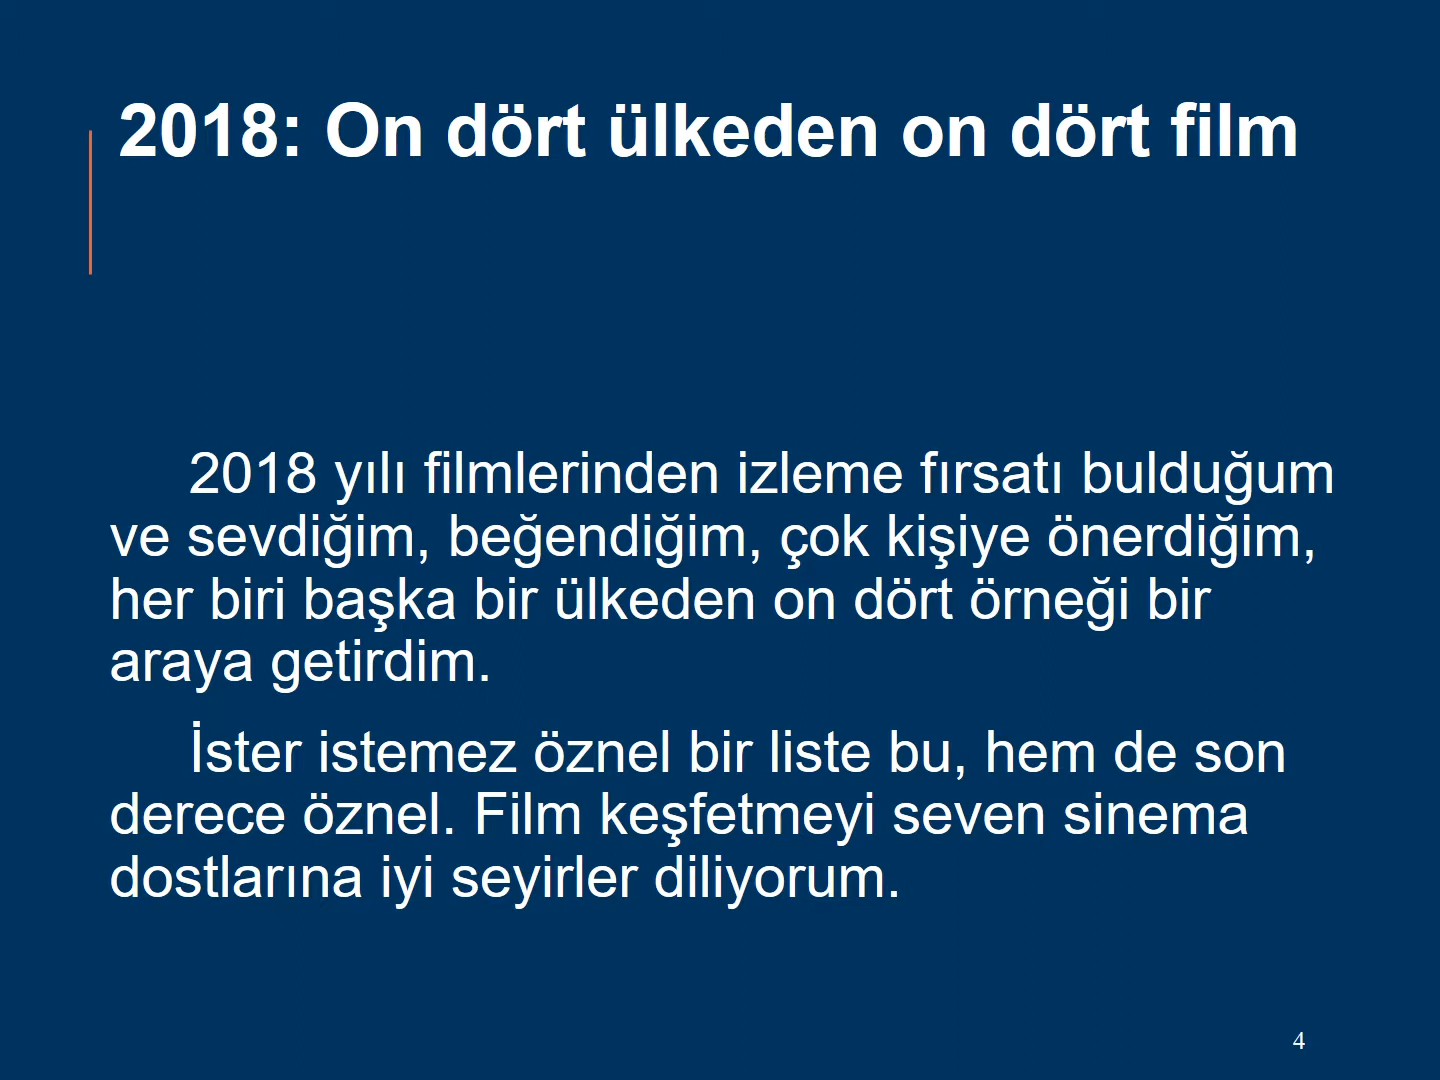 2018: On dört ülkeden on dört film
2018 yılı filmlerinden izleme fırsatı bulduğum
ve sevdiğim, beğendiğim, çok kişiye önerdiğim,
her biri başka bir ülkeden on dört örneği bir
araya getirdim.
İster istemez öznel bir liste bu, hem de son
derece öznel. Film keşfetmeyi seven sinema
dostlarına iyi seyirler diliyorum.
4